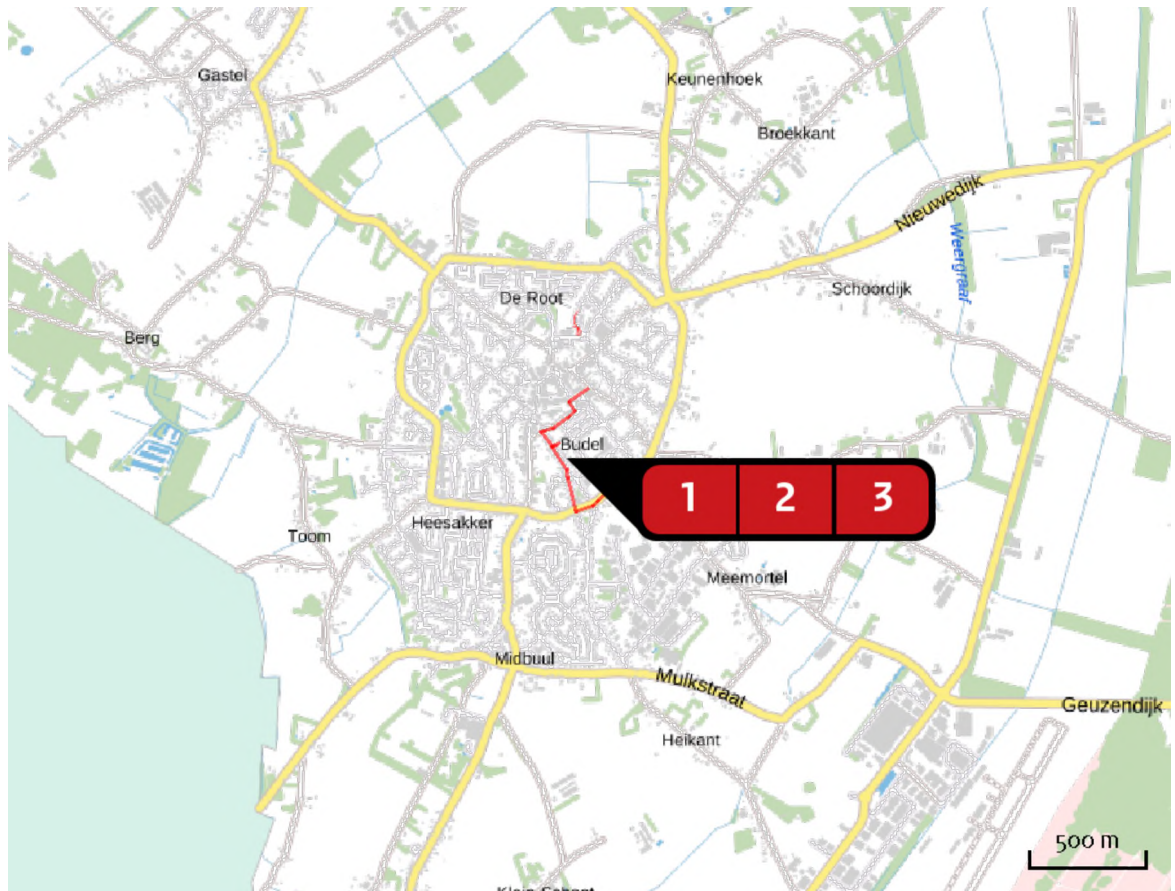 Gastel
Keunenhoek
Broekkant
Nieuwedijk
Weergraaf
De Root
Schoordijk
Berg
Budel
1 2 3
Heesakker
Toom
Meemortel
Midbuul
Mulkstraat
Geuzendijk
Heikant
500 m